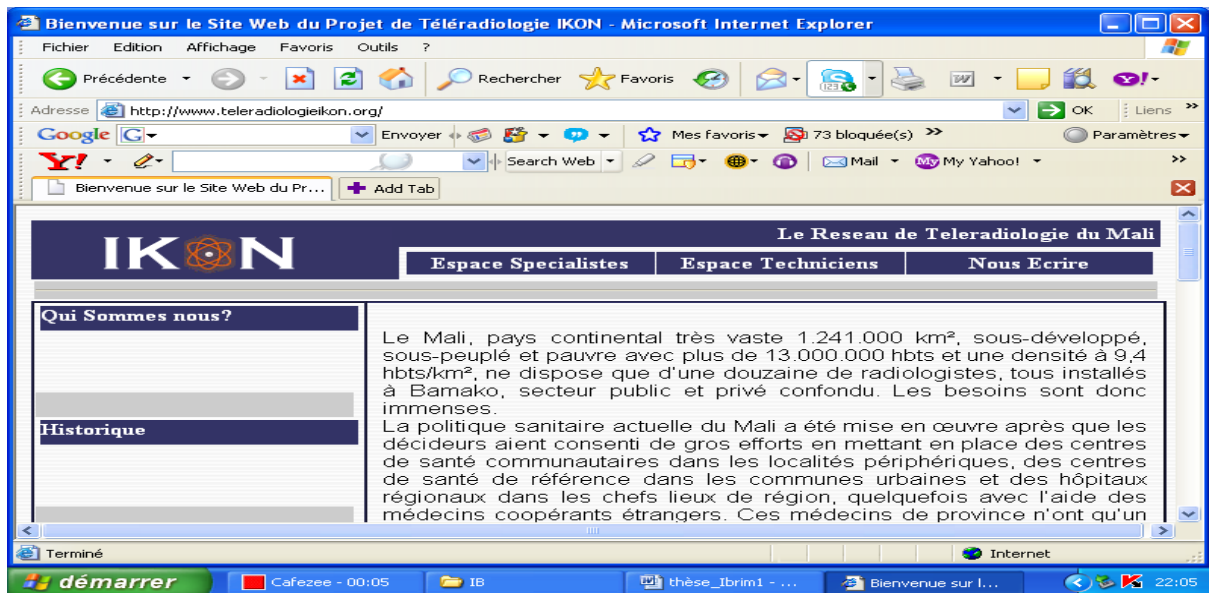 Bienvenue sur le Site Web du Projet de Téléradiologie IKON - Microsoft Internet Explorer
Fichier Edition Affichage Favoris Outils ?
Précédente Rechercher Favoris
Adresse http://www.teleradiologieikon.org/ OK Liens »
Google G Envoyer Mes favoris 73 bloquée(s) » Paramètres
Y! Search Web Mail My My Yahoo! »
Bienvenue sur le Site Web du Pr... Add Tab
Le Reseau de Teleradiologie du Mali
IKON
Espace Specialistes Espace Techniciens Nous Ecrire
Qui Sommes nous?
Historique
Le Mali, pays continental très vaste 1.241.000 km², sous-développé,
sous-peuplé et pauvre avec plus de 13.000.000 hbts et une densité à 9,4
hbts/km², ne dispose que d'une douzaine de radiologistes, tous installés
à Bamako, secteur public et privé confondu. Les besoins sont donc
immenses.
La politique sanitaire actuelle du Mali a été mise en œuvre après que les
décideurs aient consenti de gros efforts en mettant en place des centres
de santé communautaires dans les localités périphériques, des centres
de santé de référence dans les communes urbaines et des hôpitaux
régionaux dans les chefs lieux de région, quelquefois avec l'aide des
médecins coopérants étrangers. Ces médecins de province n'ont qu'un
Terminé Internet
démarrer Cafezee - 00:05 IB thèse_Ibrim1 - ... Bienvenue sur l... 22:05